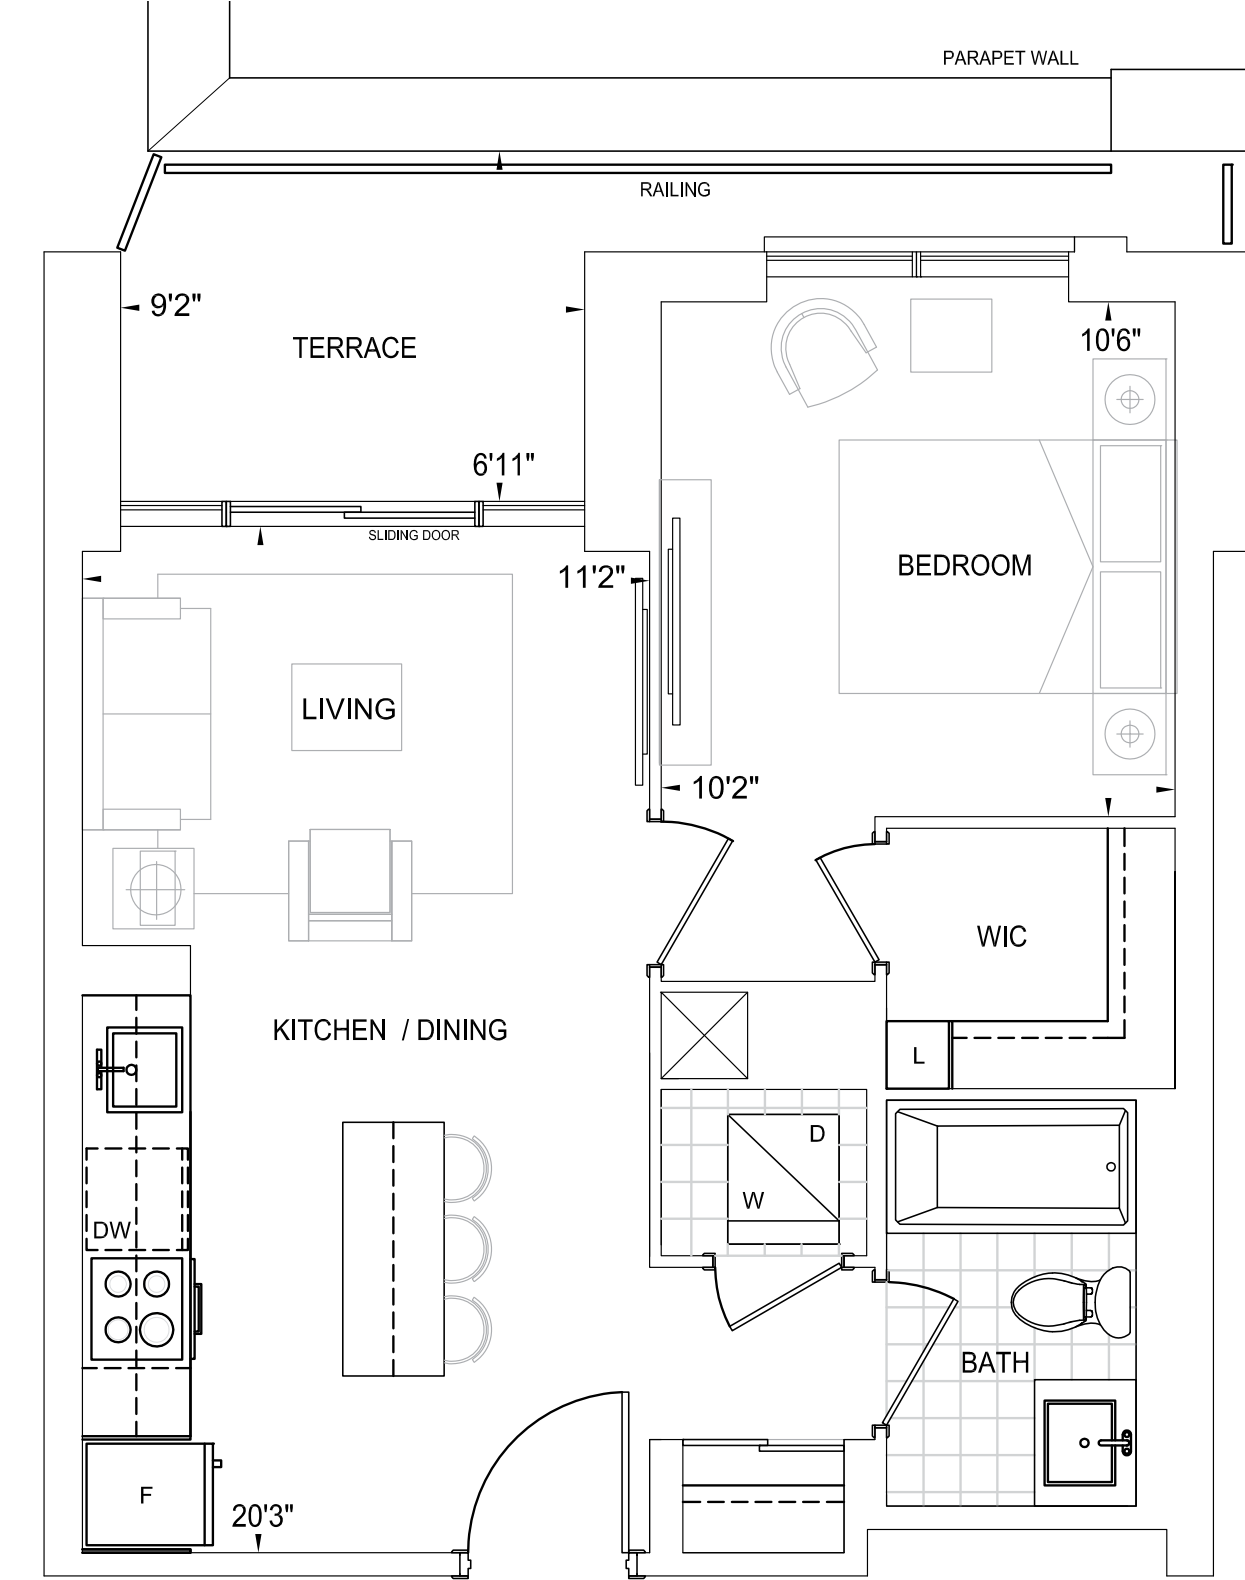 PARAPET WALL
RAILING
9'2"
TERRACE
10'6"
6'11"
SLIDING DOOR
11'2"
BEDROOM
LIVING
10'2"
WIC
KITCHEN / DINING
L
D
W
DW
BATH
F
20'3"